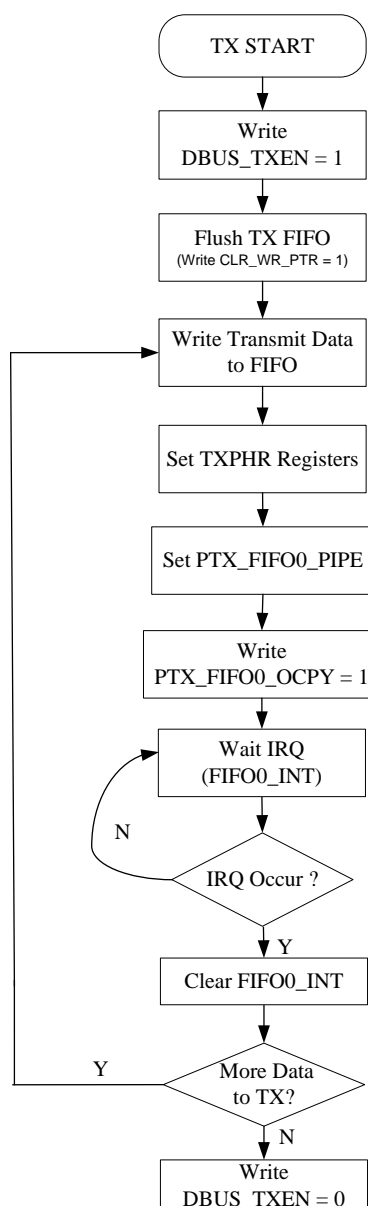 TX START
Write
DBUS_TXEN = 1
Flush TX FIFO
(Write CLR_WR_PTR = 1)
Write Transmit Data
to FIFO
Set TXPHR Registers
Set PTX_FIFO0_PIPE
Write
PTX_FIFO0_OCPY = 1
Wait IRQ
(FIFO0_INT)
N
IRQ Occur ?
Y
Clear FIFO0_INT
Y
More Data
to TX?
N
Write
DBUS_TXEN = 0